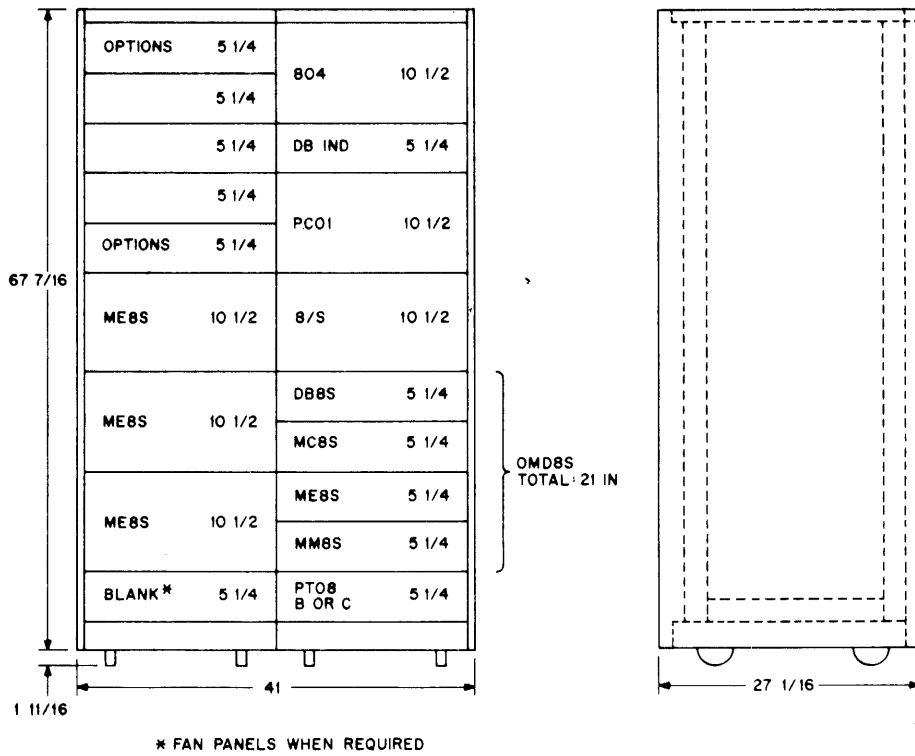 OPTIONS 5 1/4
5 1/4
5 1/4
5 1/4
OPTIONS 5 1/4
ME8S 10 1/2
ME8S 10 1/2
ME8S 10 1/2
BLANK* 5 1/4
804 10 1/2
DB IND 5 1/4
PC01 10 1/2
8/S 10 1/2
DB8S 5 1/4
MC8S 5 1/4
ME8S 5 1/4
MM8S 5 1/4
PT08
B OR C 5 1/4
67 7/16
OMD8S
TOTAL: 21 IN
41
1 11/16
27 1/16
* FAN PANELS WHEN REQUIRED